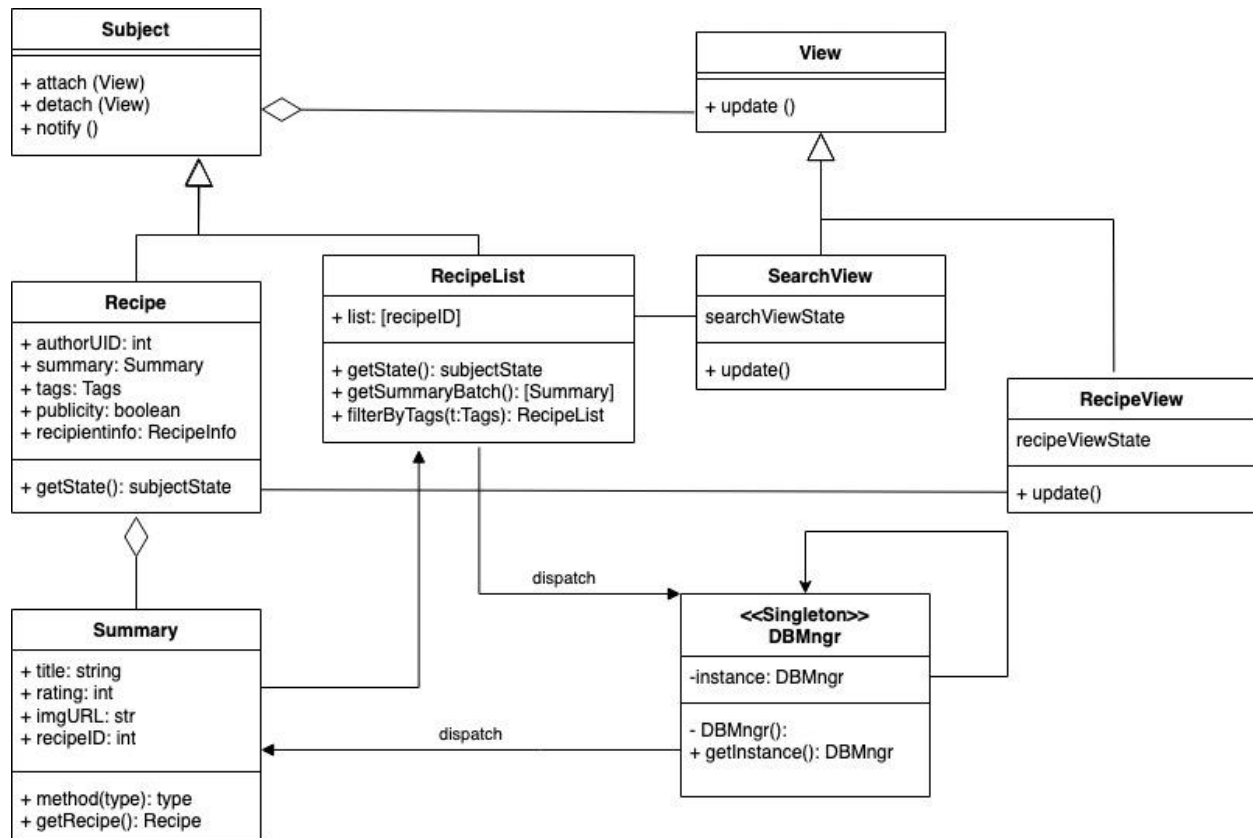 Subject
+ attach (View)
+ detach (View)
+ notify ()
View
+ update ()
Recipe
+ authorUID: int
+ summary: Summary
+ tags: Tags
+ publicity: boolean
+ recipientinfo: RecipeInfo
+ getState(): subjectState
RecipeList
+ list: [recipeID]
+ getState(): subjectState
+ getSummaryBatch(): [Summary]
+ filterByTags(t:Tags): RecipeList
SearchView
searchViewState
+ update()
RecipeView
recipeViewState
+ update()
dispatch
Summary
+ title: string
+ rating: int
+ imgURL: str
+ recipeID: int
+ method(type): type
+ getRecipe(): Recipe
dispatch
<<Singleton>>
DBMngr
-instance: DBMngr
- DBMngr():
+ getInstance(): DBMngr